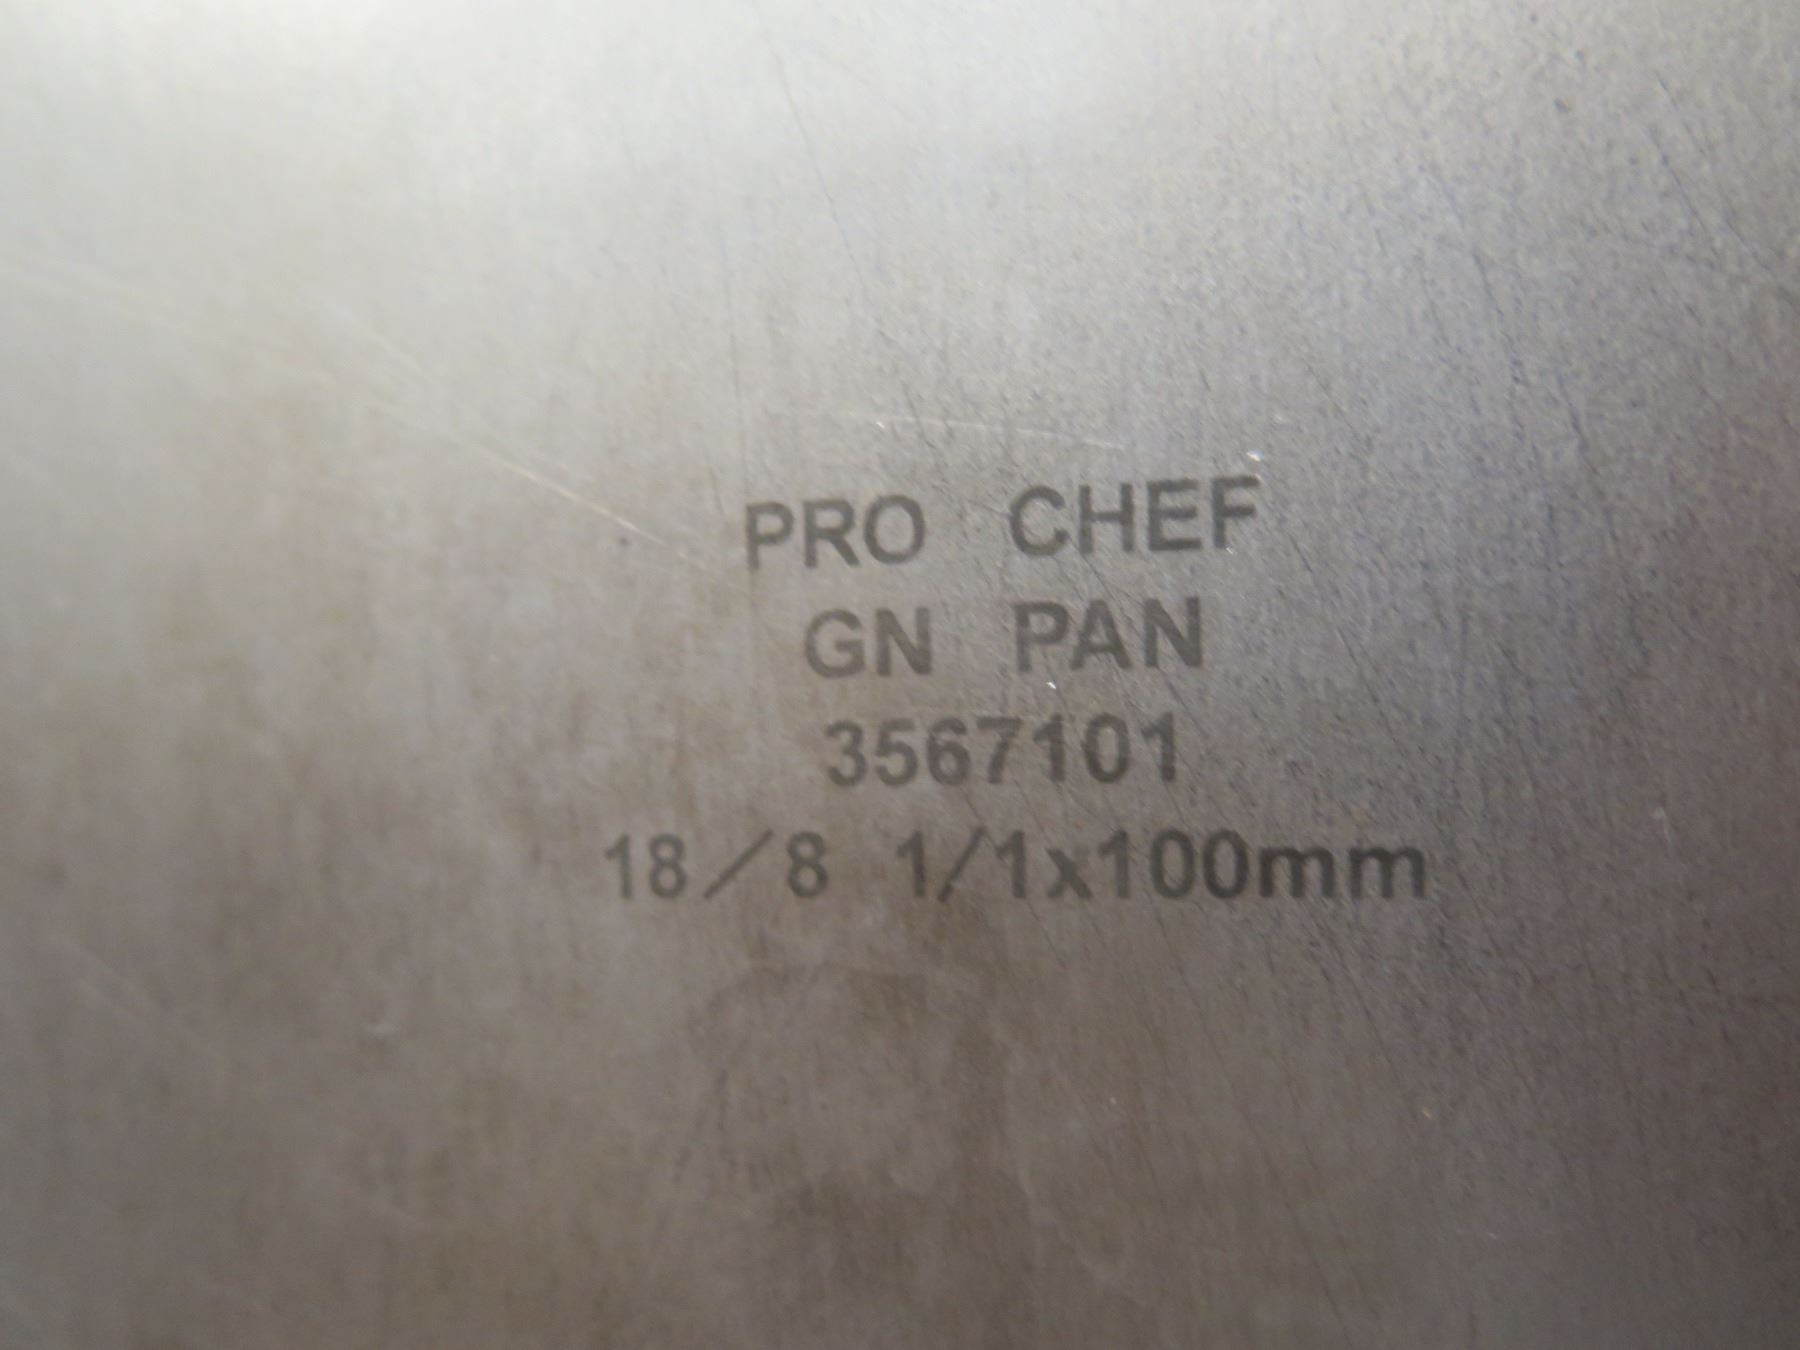 PRO CHEF
GN PAN
3567101
18/8 1/1x100mm